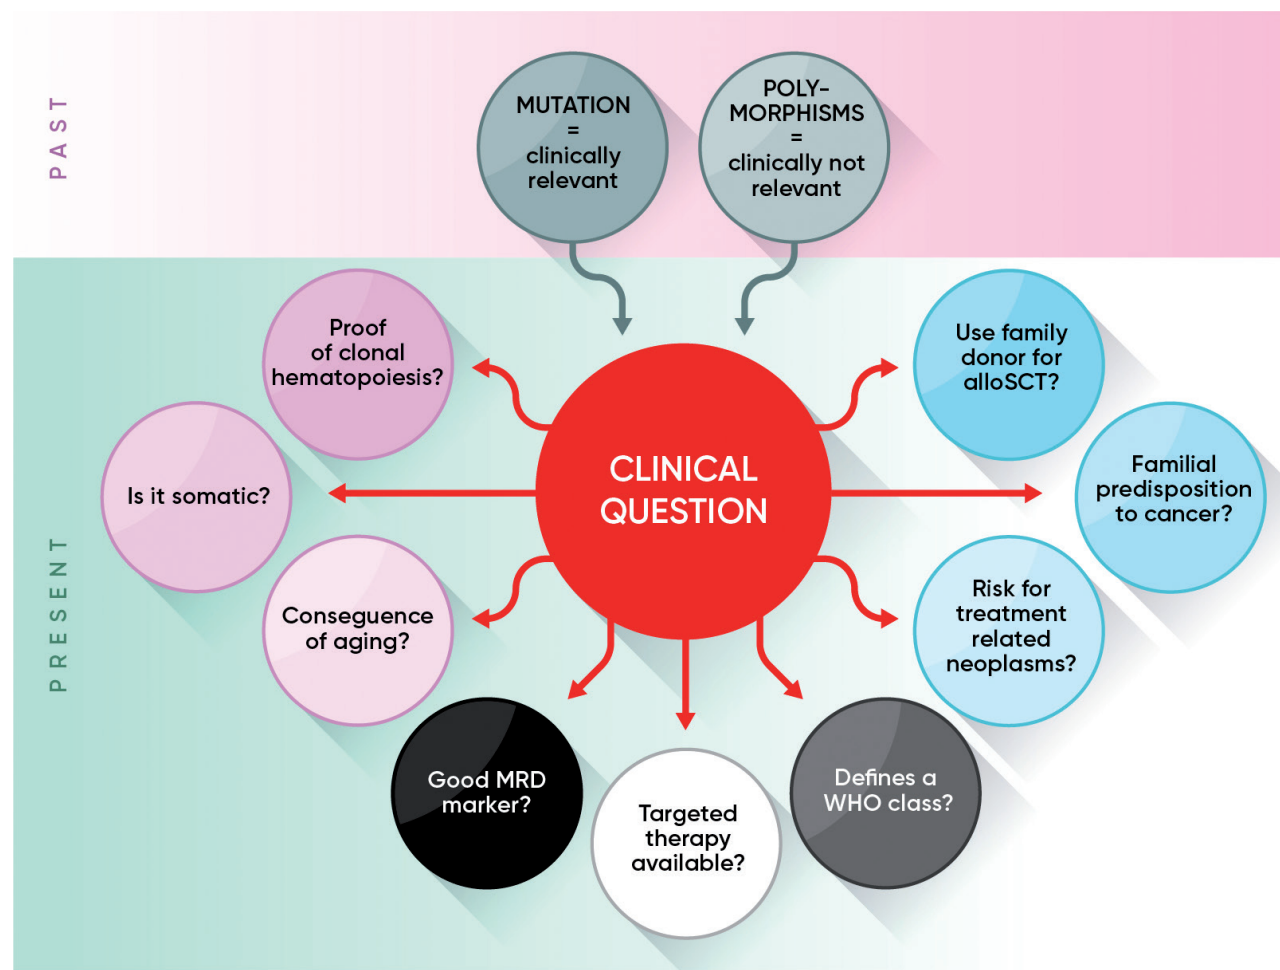 PAST
MUTATION
=
clinically
relevant
POLY-
MORPHISMS
=
clinically not
relevant
PRESENT
Proof
of clonal
hematopoiesis?
Is it somatic?
Conseguence
of aging?
CLINICAL
QUESTION
Use family
donor for
alloSCT?
Familial
predisposition
to cancer?
Risk for
treatment
related
neoplasms?
Good MRD
marker?
Targeted
therapy
available?
Defines a
WHO class?